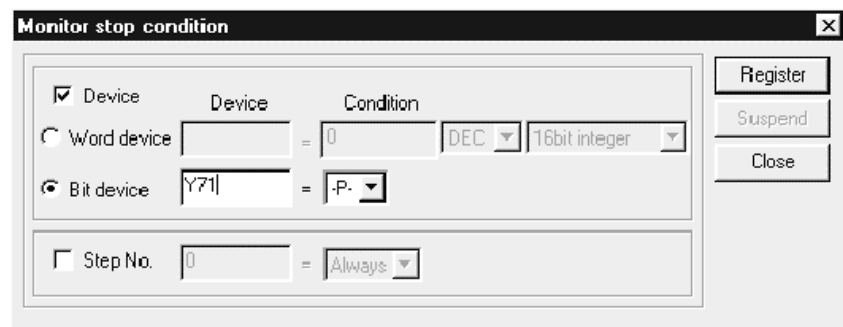 Monitor stop condition
Register
Device
Device
Condition
Suspend
Word device = 0 DEC 16bit integer
Close
Bit device Y71 = -P-
Step No. 0 = Always